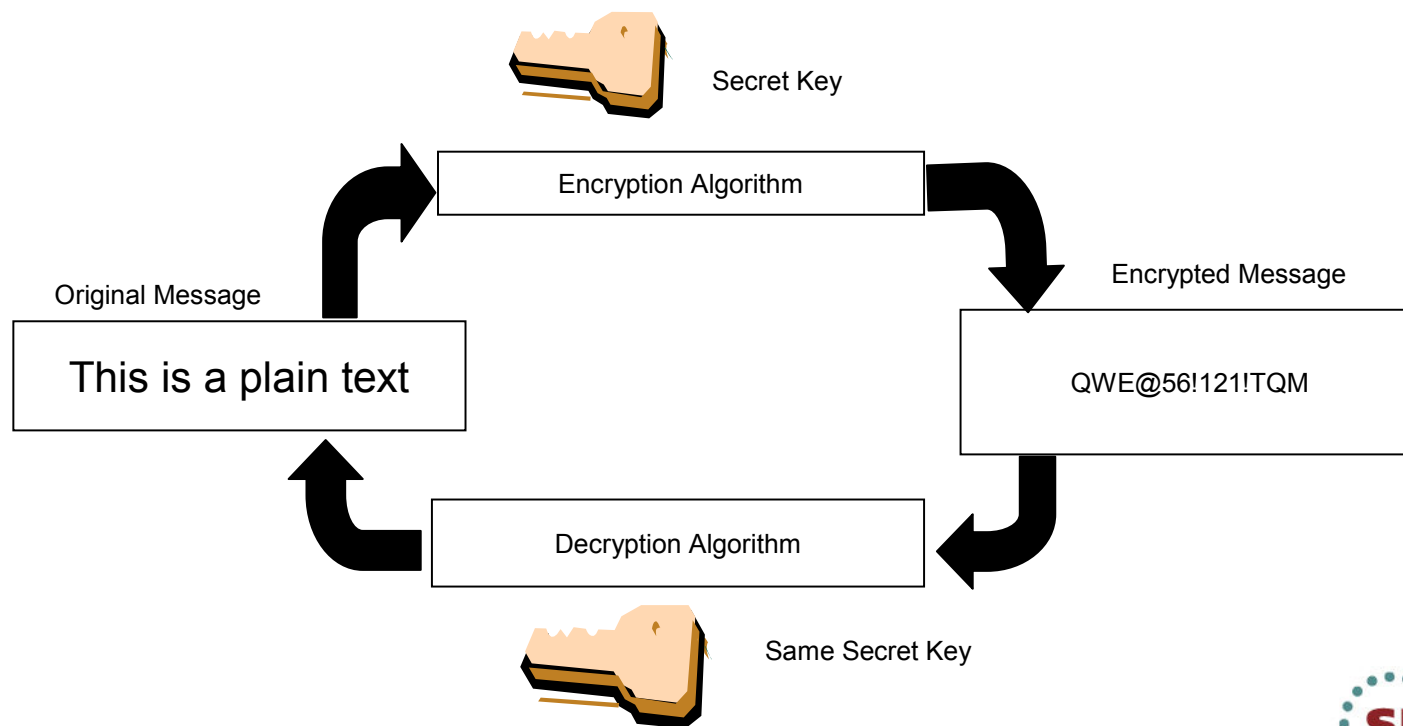 Secret Key
Encryption Algorithm
Encrypted Message
Original Message
This is a plain text
QWE@56!121!TQM
Decryption Algorithm
Same Secret Key